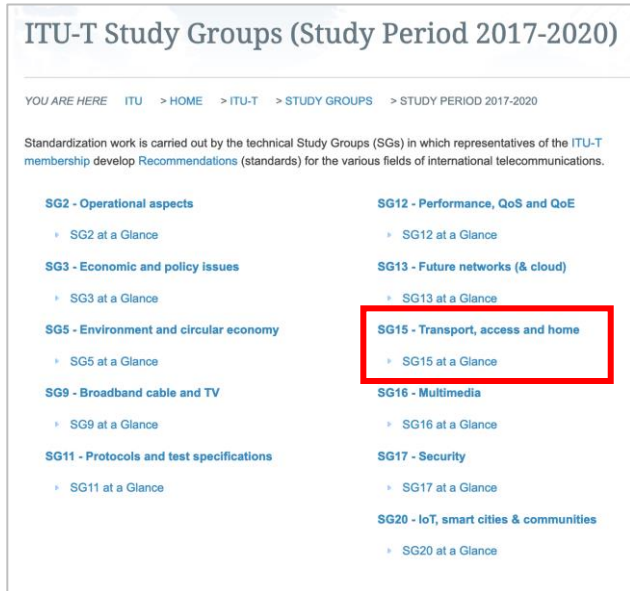 ITU-T Study Groups (Study Period 2017-2020)
YOU ARE HERE ITU > HOME > ITU-T > STUDY GROUPS > STUDY PERIOD 2017-2020
Standardization work is carried out by the technical Study Groups (SGs) in which representatives of the ITU-T
membership develop Recommendations (standards) for the various fields of international telecommunications.
SG2 - Operational aspects
SG2 at a Glance
SG3 - Economic and policy issues
SG3 at a Glance
SG5 - Environment and circular economy
SG5 at a Glance
SG9 - Broadband cable and TV
SG9 at a Glance
SG11 - Protocols and test specifications
SG11 at a Glance
SG12 - Performance, QoS and QoE
SG12 at a Glance
SG13 - Future networks (& cloud)
SG13 at a Glance
SG15 - Transport, access and home
SG15 at a Glance
SG16 - Multimedia
SG16 at a Glance
SG17 - Security
SG17 at a Glance
SG20 - IoT, smart cities & communities
SG20 at a Glance